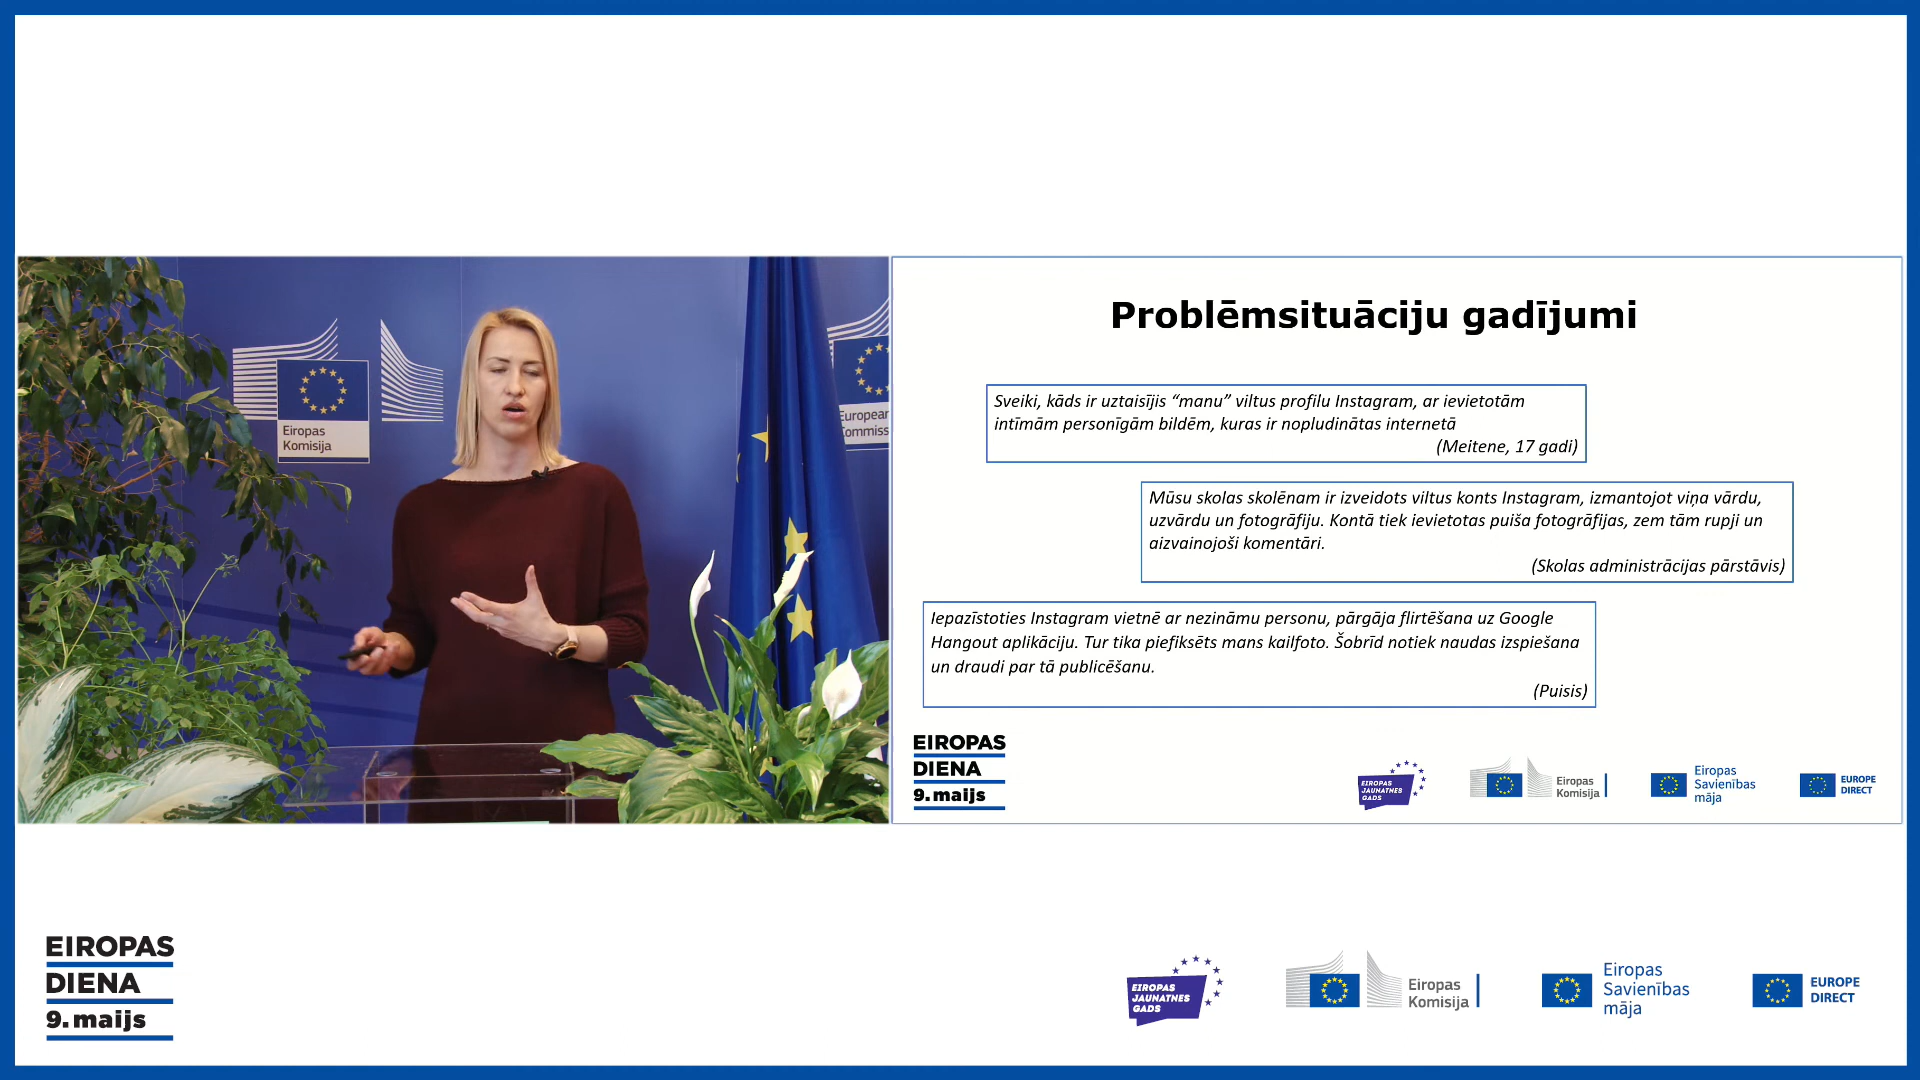 Eiropas
Komisija
European
Commiss
Problēmsituāciju gadījumi
Sveiki, kāds ir uztaisījis “manu” viltus profilu Instagram, ar ievietotām
intīmām personīgām bildēm, kuras ir nopludinātas internetā
(Meitene, 17 gadi)
Mūsu skolas skolēnam ir izveidots viltus konts Instagram, izmantojot viņa vārdu,
uzvārdu un fotogrāfiju. Kontā tiek ievietotas puiša fotogrāfijas, zem tām rupji un
aizvainojoši komentāri.
(Skolas administrācijas pārstāvis)
Iepazīstoties Instagram vietnē ar nezināmu personu, pārgāja flirtēšana uz Google
Hangout aplikāciju. Tur tika piefiksēts mans kailfoto. Šobrīd notiek naudas izspiešana
un draudi par tā publicēšanu.
(Puisis)
EIROPAS
DIENA
9. maijs
EIROPAS
JAUNATNES
GADS
Eiropas
Komisija
Eiropas
Savienības
māja
EUROPE
DIRECT
EIROPAS
DIENA
9. maijs
EIROPAS
JAUNATNES
GADS
Eiropas
Komisija
Eiropas
Savienības
māja
EUROPE
DIRECT